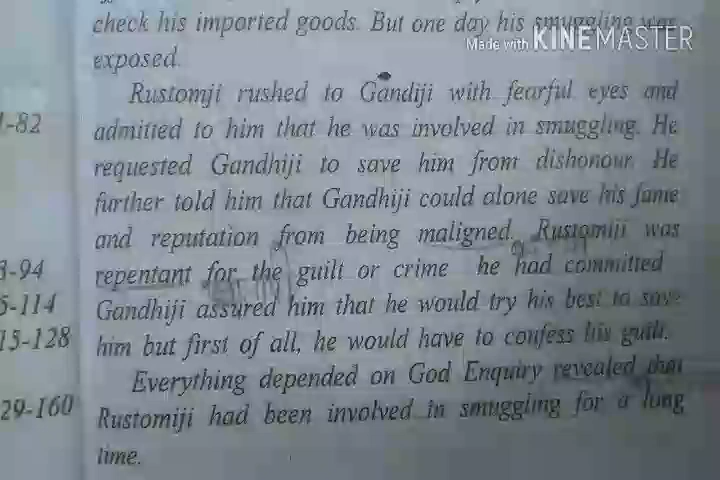 check his imported goods. But one day his smuggling was
Made with KINEMASTER
exposed.
Rustomji rushed to Gandiji with fearful eyes and
1-82 admitted to him that he was involved in smuggling. He
requested Gandhiji to save him from dishonour. He
further told him that Gandhiji could alone save his fame
and reputation from being maligned. Rustomiji was
3-94 repentant for the guilt or crime he had committed
5-114 Gandhiji assured him that he would try his best to save
15-128 him but first of all, he would have to confess his guilt.
Everything depended on God Enquiry revealed that
29-160 Rustomiji had been involved in smuggling for a long
time.